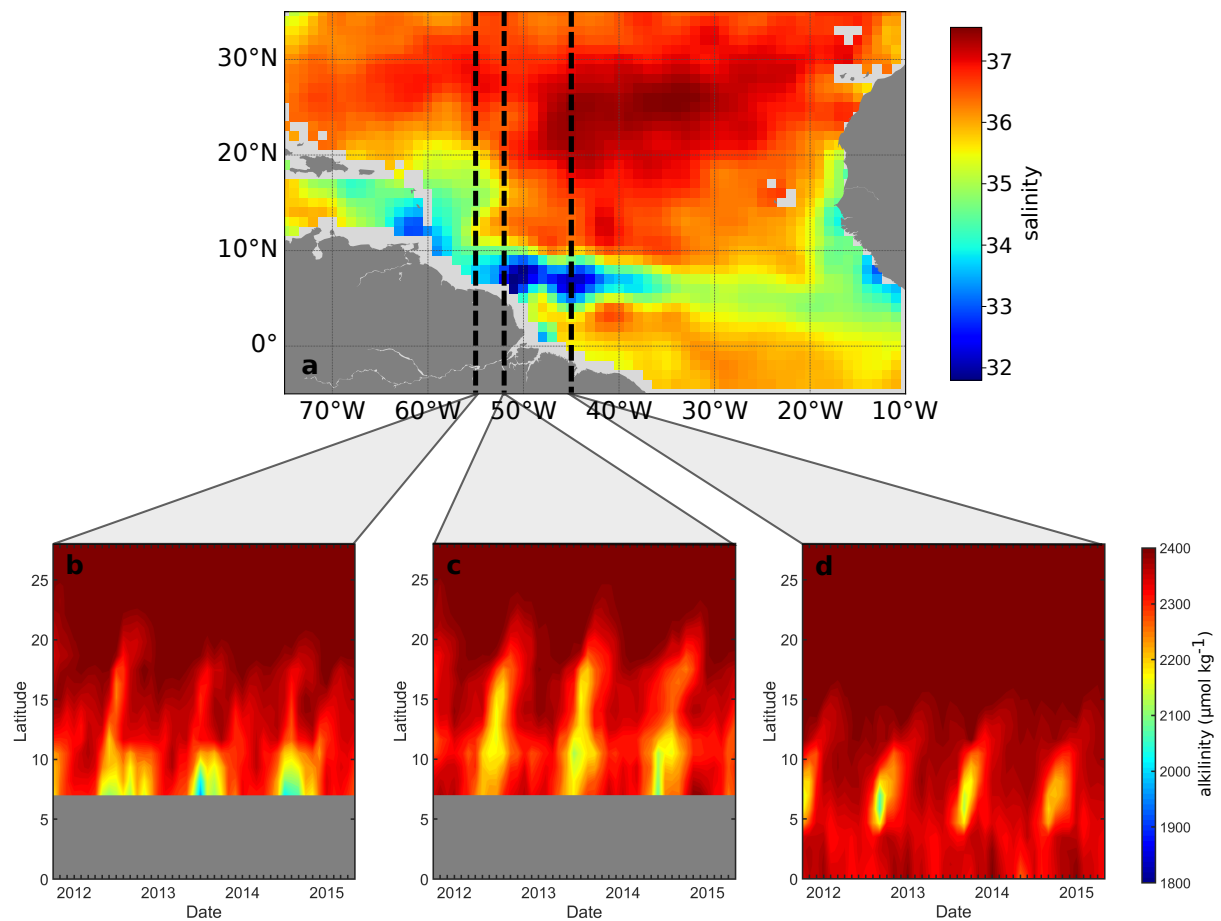 30°N
20°N
10°N
0°
a
70°W 60°W 50°W 40°W 30°W 20°W 10°W
37
36
35
34
33
32
salinity
b
25
20
15
10
5
0
Latitude
2012 2013 2014 2015
Date
c
25
20
15
10
5
0
Latitude
2012 2013 2014 2015
Date
d
25
20
15
10
5
0
Latitude
2012 2013 2014 2015
Date
2400
2300
2200
2100
2000
1900
1800
alkilinity (μmol kg⁻¹)